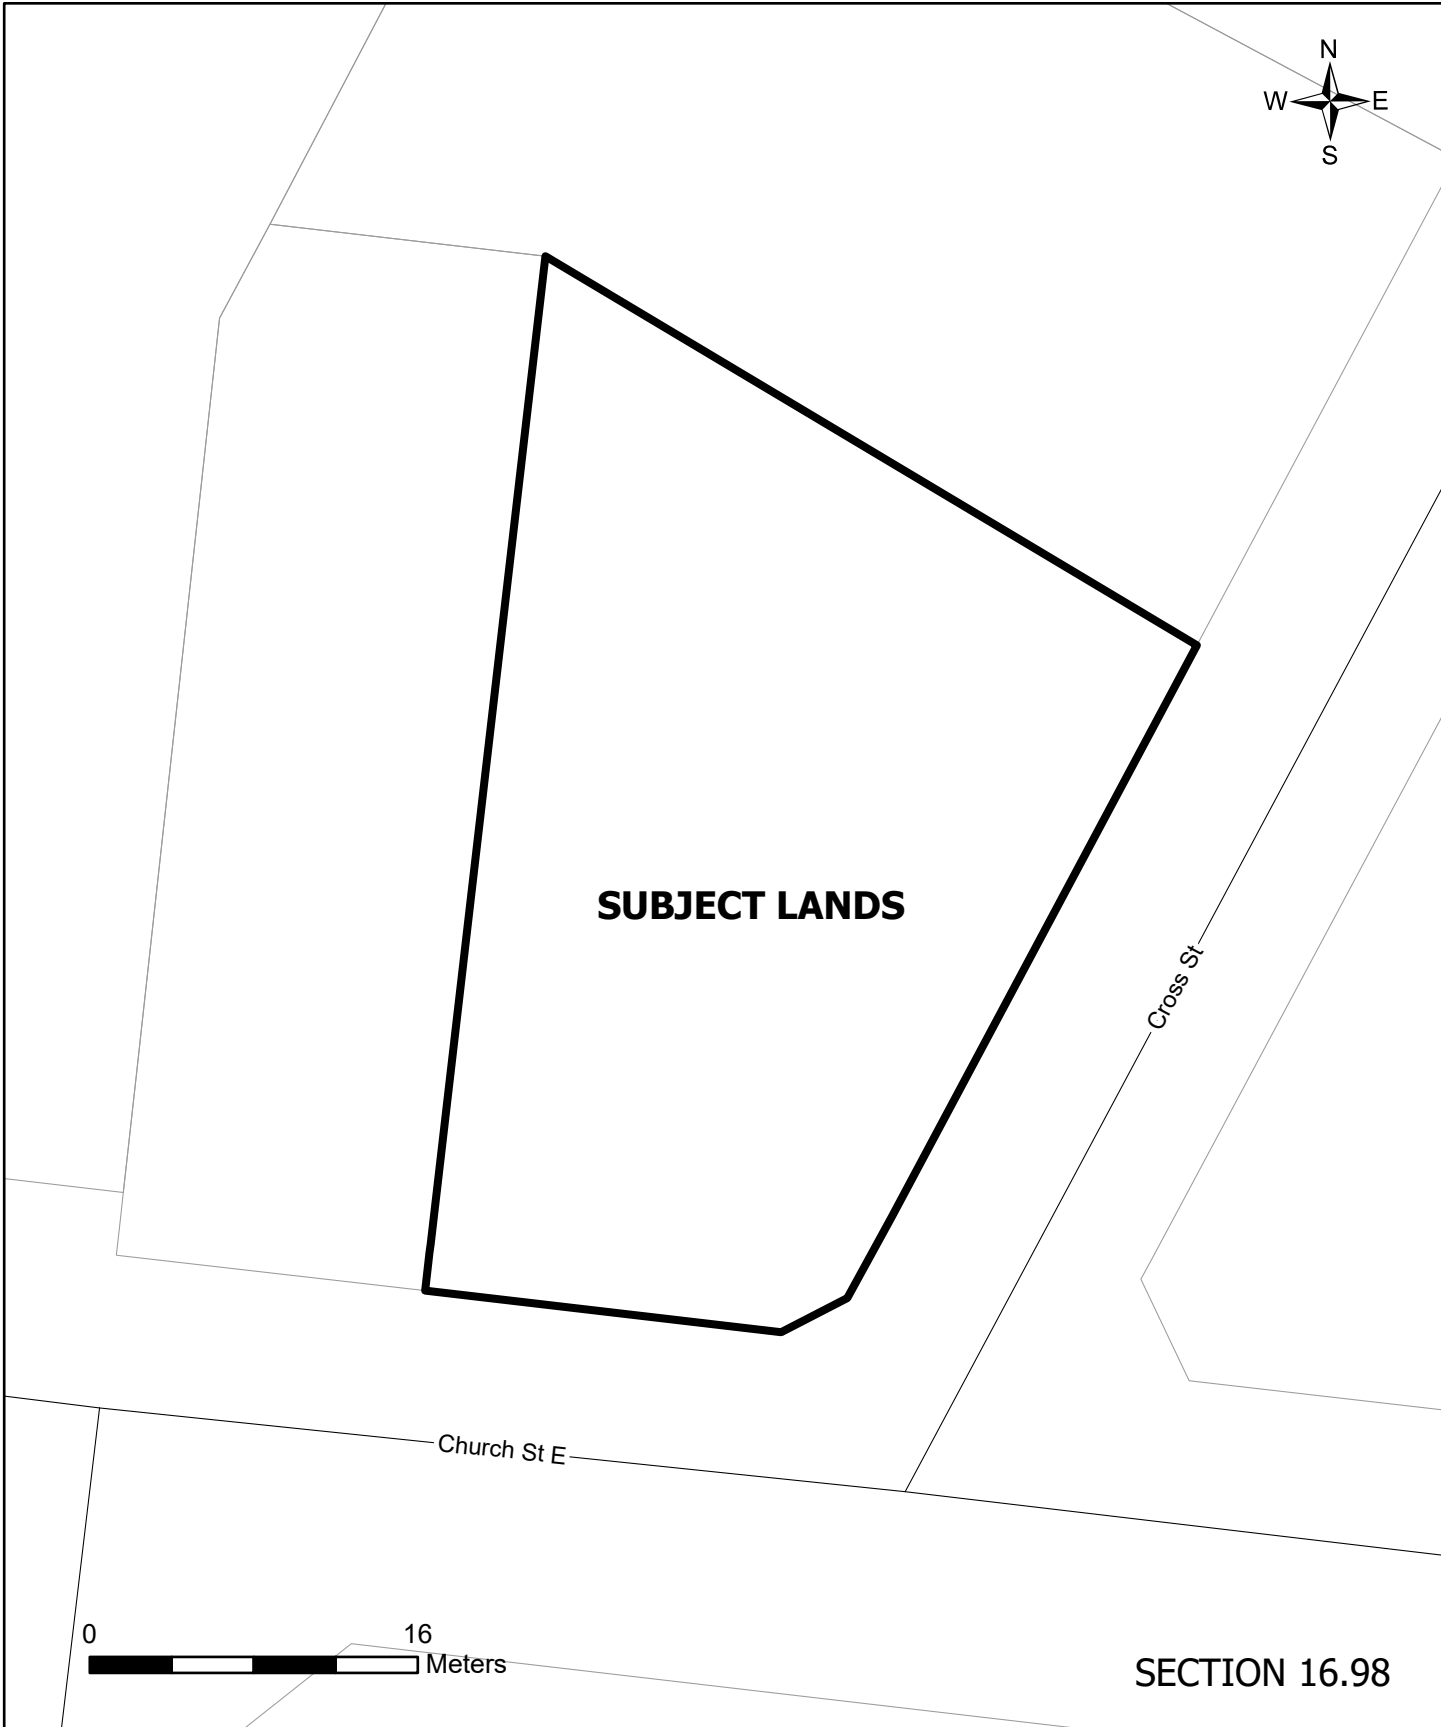 N
W E
S
SUBJECT LANDS
Cross St
Church St E
0 16
Meters
SECTION 16.98